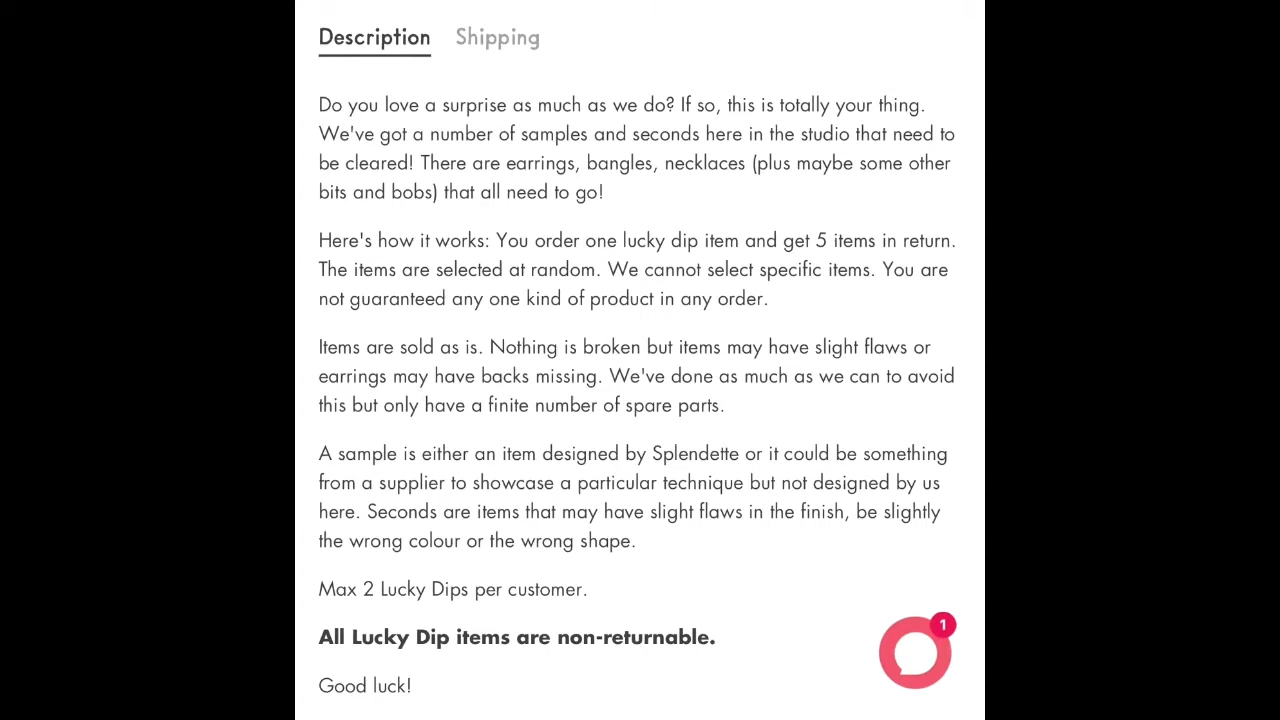 Description Shipping
Do you love a surprise as much as we do? If so, this is totally your thing.
We've got a number of samples and seconds here in the studio that need to
be cleared! There are earrings, bangles, necklaces (plus maybe some other
bits and bobs) that all need to go!
Here's how it works: You order one lucky dip item and get 5 items in return.
The items are selected at random. We cannot select specific items. You are
not guaranteed any one kind of product in any order.
Items are sold as is. Nothing is broken but items may have slight flaws or
earrings may have backs missing. We've done as much as we can to avoid
this but only have a finite number of spare parts.
A sample is either an item designed by Splendette or it could be something
from a supplier to showcase a particular technique but not designed by us
here. Seconds are items that may have slight flaws in the finish, be slightly
the wrong colour or the wrong shape.
Max 2 Lucky Dips per customer.
1
All Lucky Dip items are non-returnable.
Good luck!